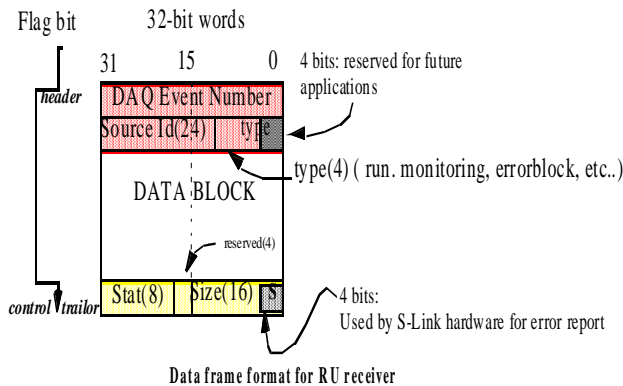 Flag bit
32-bit words
31 15 0
4 bits: reserved for future
applications
header
DAQ Event Number
Source Id(24) type
type(4) ( run. monitoring, errorblock, etc..)
DATA BLOCK
reserved(4)
Stat(8) Size(16) S
control trailor
4 bits:
Used by S-Link hardware for error report
Data frame format for RU receiver